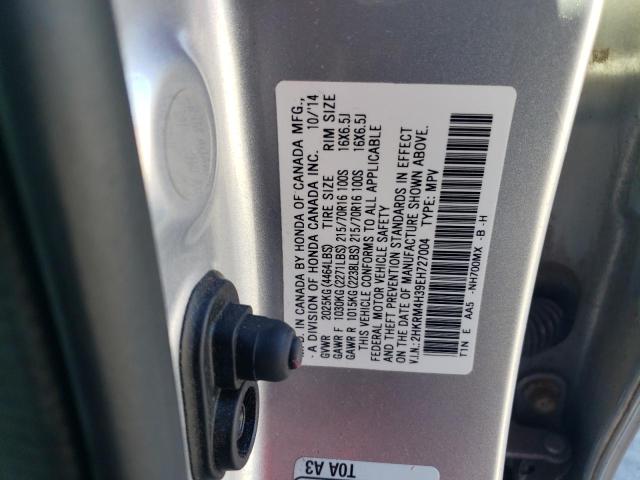 MFD. IN CANADA BY HONDA OF CANADA MFG.,
A DIVISION OF HONDA CANADA INC. 10/'14
GVWR 2025KG (4464LBS) TIRE SIZE RIM SIZE
GAWR F 1030KG (2271LBS) 215/70R16 100S 16X6.5J
GAWR R 1015KG (2238LBS) 215/70R16 100S 16X6.5J
THIS VEHICLE CONFORMS TO ALL APPLICABLE
FEDERAL MOTOR VEHICLE SAFETY
AND THEFT PREVENTION STANDARDS IN EFFECT
ON THE DATE OF MANUFACTURE SHOWN ABOVE.
V.I.N.: 2HKRM4H39EH727004 TYPE: MPV
T1N E AA5 -NH700MX -B -H
T0A A3